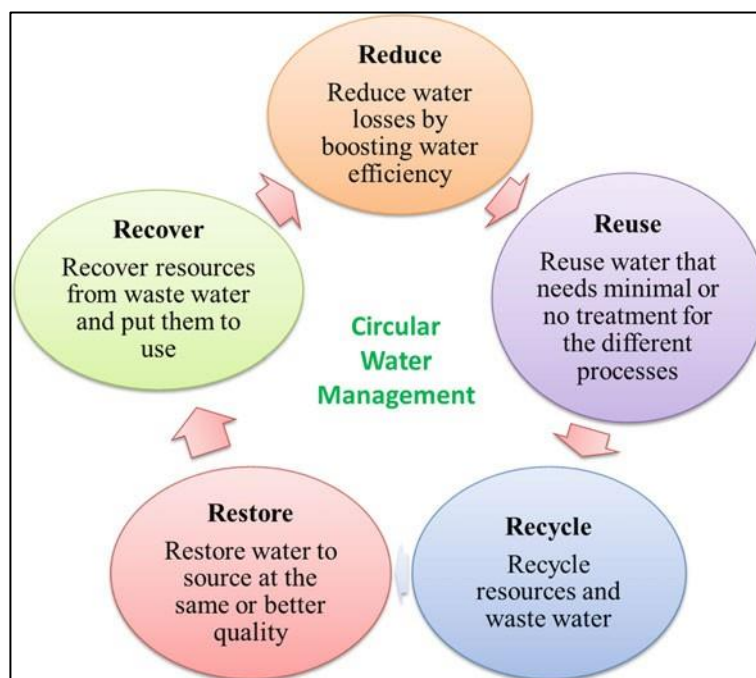 Reduce
Reduce water
losses by
boosting water
efficiency
Reuse
Reuse water that
needs minimal or
no treatment for
the different
processes
Recycle
Recycle
resources and
waste water
Restore
Restore water to
source at the
same or better
quality
Recover
Recover resources
from waste water
and put them to
use
Circular
Water
Management